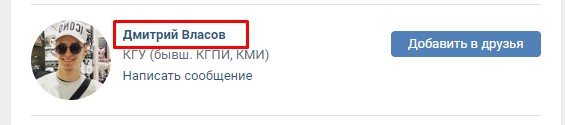 Дмитрий Власов
КГУ (бывш. КГПИ, КМИ)
Написать сообщение
Добавить в друзья